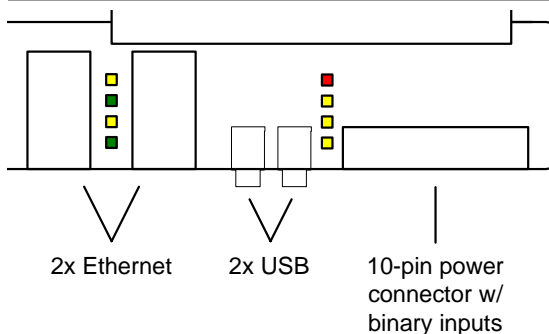 2x Ethernet
2x USB
10-pin power
connector w/
binary inputs